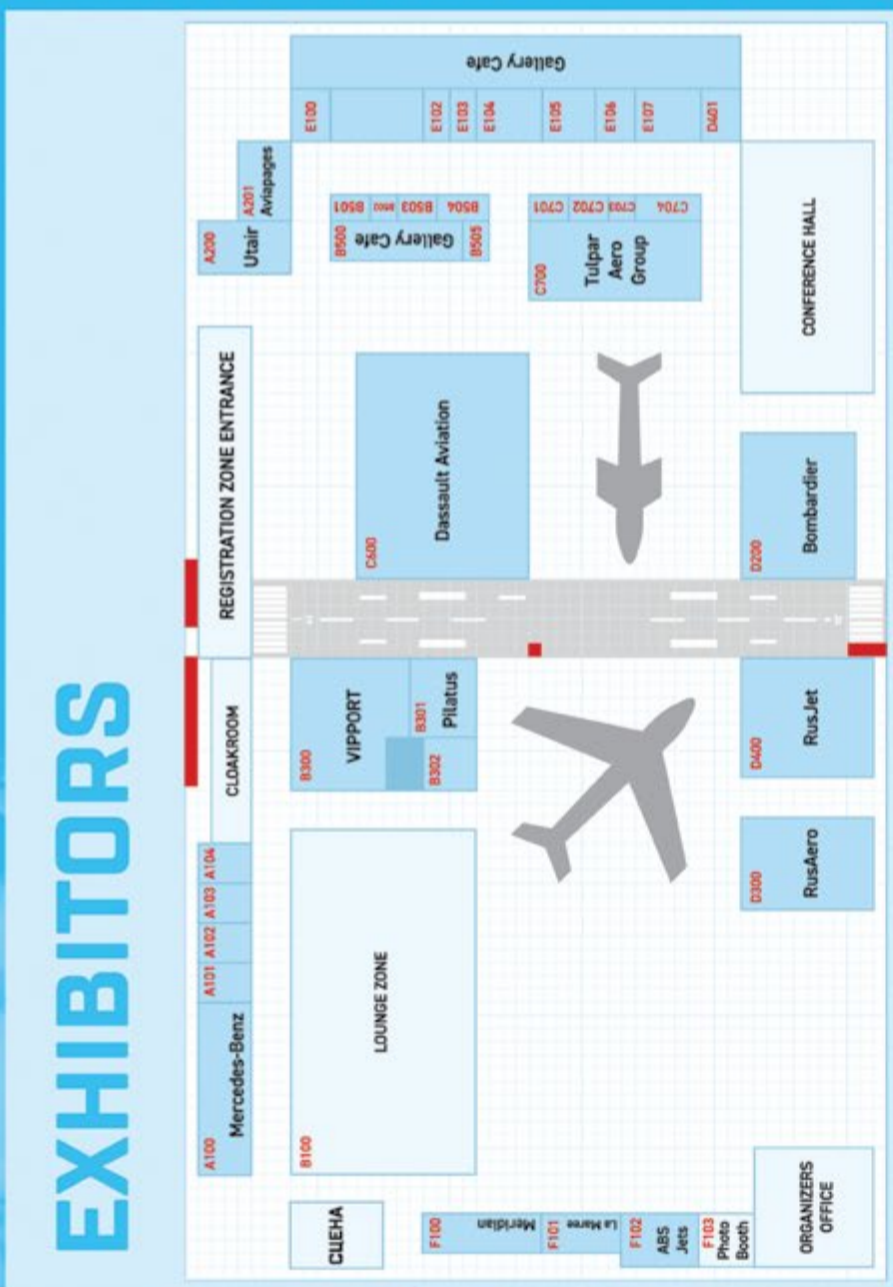 EXHIBITORS
A100
Mercedes-Benz
A101
A102
A103
A104
CLOAKROOM
REGISTRATION ZONE ENTRANCE
A200
Utair
A201
Aviapages
СЦЕНА
B100
LOUNGE ZONE
B300
VIPPORT
B301
Pilatus
B302
C600
Dassault Aviation
B500
Gallery Cafe
B501
B502
B503
B504
B505
E100
E102
E103
E104
E105
E106
E107
D401
Gallery Cafe
F100
Meridian
F101
La Maree
F102
ABS
Jets
F103
Photo
Booth
ORGANIZERS
OFFICE
C700
Tulpar
Aero
Group
C701
C702
C703
C704
D300
RusAero
D400
RusJet
D200
Bombardier
CONFERENCE HALL